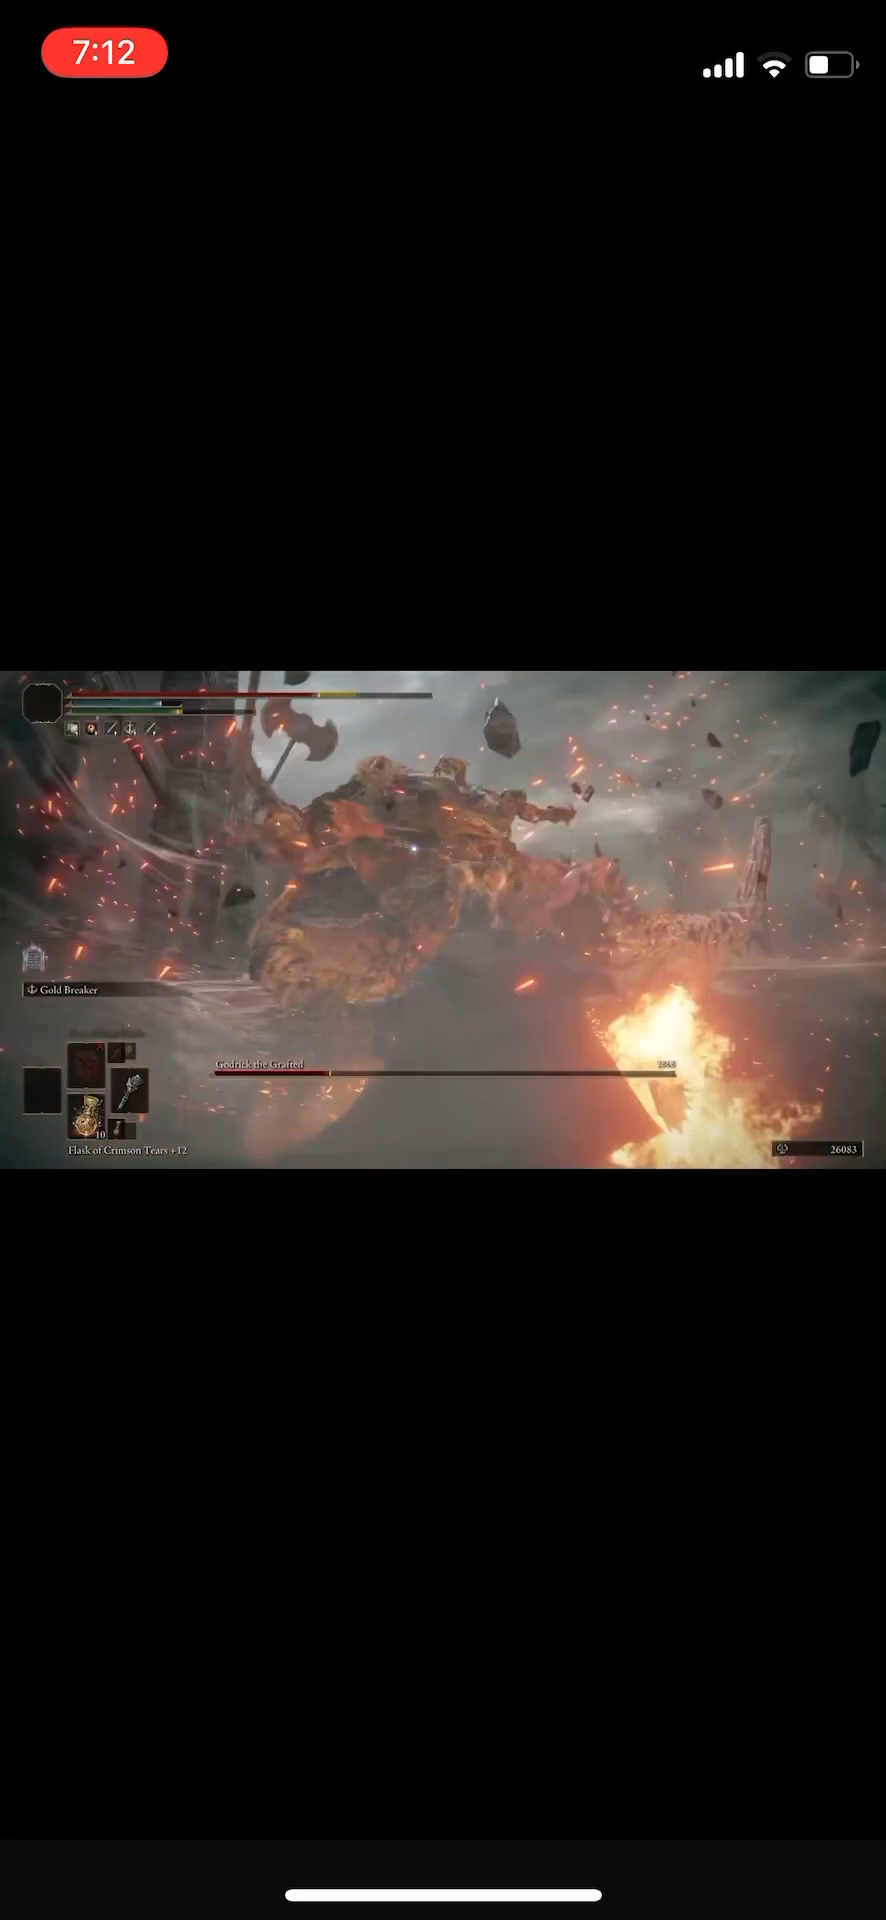 7:12
Gold Breaker
Godrick the Grafted
10
Flask of Crimson Tears +12
26083